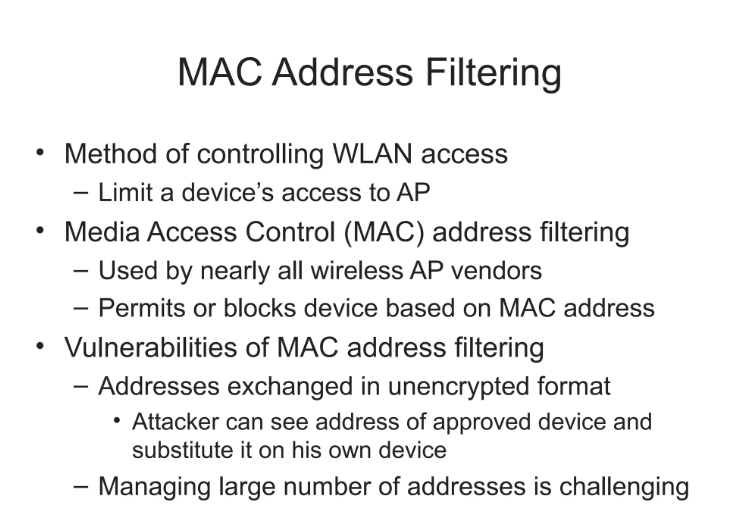 MAC Address Filtering
• Method of controlling WLAN access
– Limit a device’s access to AP
• Media Access Control (MAC) address filtering
– Used by nearly all wireless AP vendors
– Permits or blocks device based on MAC address
• Vulnerabilities of MAC address filtering
– Addresses exchanged in unencrypted format
• Attacker can see address of approved device and
substitute it on his own device
– Managing large number of addresses is challenging